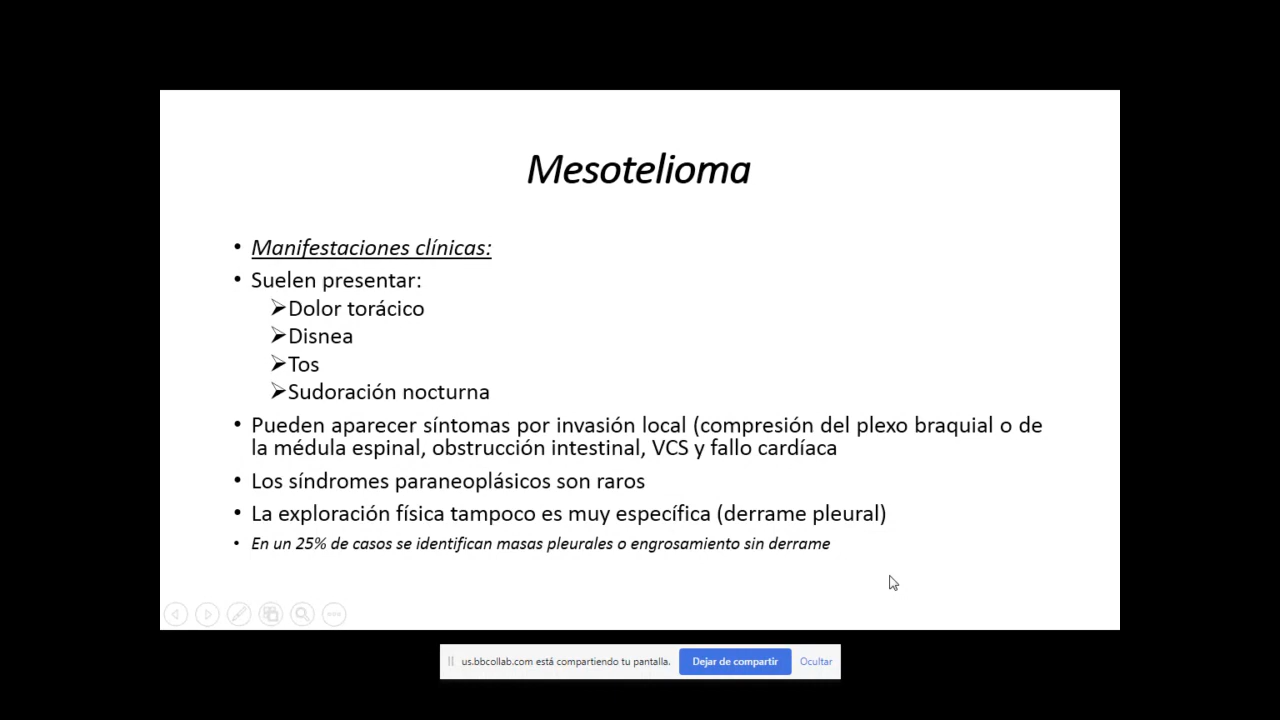 Mesotelioma
• Manifestaciones clínicas:
• Suelen presentar:
➢Dolor torácico
➢Disnea
➢Tos
➢Sudoración nocturna
• Pueden aparecer síntomas por invasión local (compresión del plexo braquial o de
la médula espinal, obstrucción intestinal, VCS y fallo cardíaca
• Los síndromes paraneoplásicos son raros
• La exploración física tampoco es muy específica (derrame pleural)
• En un 25% de casos se identifican masas pleurales o engrosamiento sin derrame
us.bbcollab.com está compartiendo tu pantalla. Dejar de compartir Ocultar